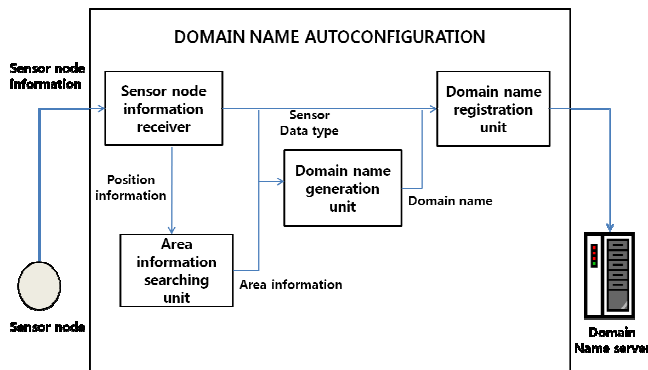 DOMAIN NAME AUTOCONFIGURATION
Sensor node
information
Sensor node
information
receiver
Domain name
registration
unit
Sensor
Data type
Position
information
Domain name
generation
unit
Domain name
Area
information
searching
unit
Area information
Sensor node
Domain
Name server